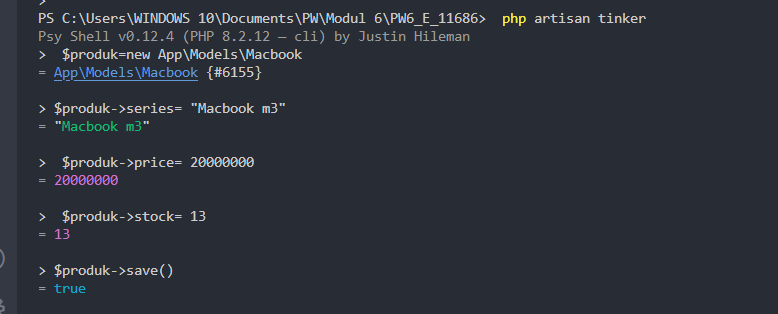 PS C:\Users\WINDOWS 10\Documents\PW\Modul 6\PW6_E_11686>  php artisan tinker
Psy Shell v0.12.4 (PHP 8.2.12 — cli) by Justin Hileman
>  $produk=new App\Models\Macbook
= App\Models\Macbook {#6155}
> $produk->series= "Macbook m3"
= "Macbook m3"
>  $produk->price= 20000000
= 20000000
>  $produk->stock= 13
= 13
> $produk->save()
= true